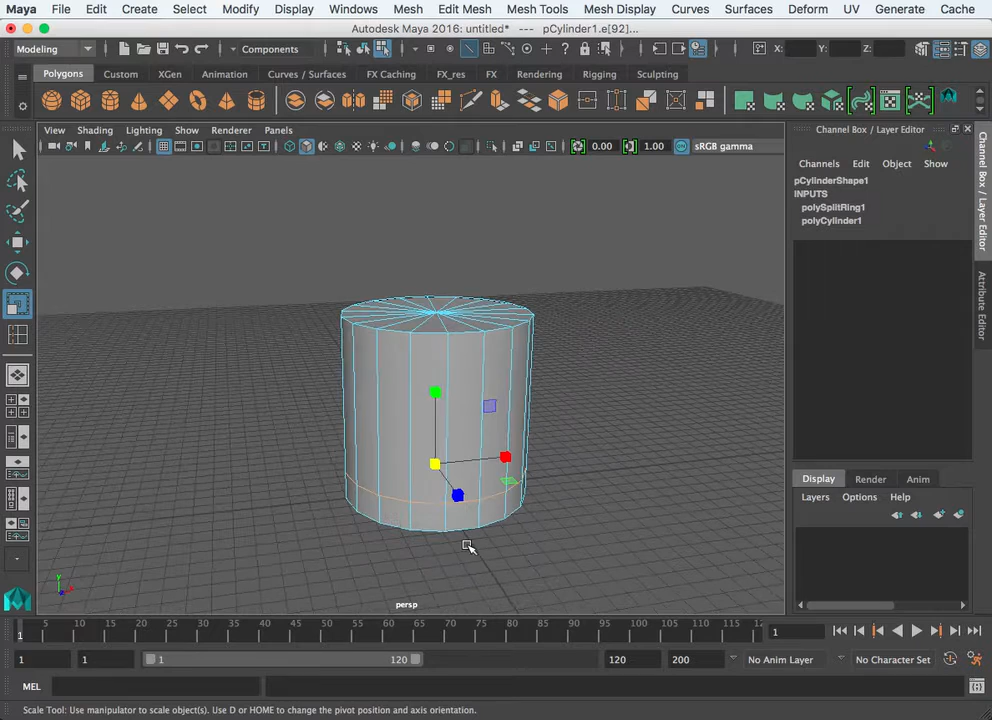 Maya File Edit Create Select Modify Display Windows Mesh Edit Mesh Mesh Tools Mesh Display Curves Surfaces Deform UV Generate Cache
Autodesk Maya 2016: untitled* --- pCylinder1.e[92]...
Modeling Components X: Y: Z:
Polygons Custom XGen Animation Curves / Surfaces FX Caching FX_res FX Rendering Rigging Sculpting
View Shading Lighting Show Renderer Panels
0.00 1.00 sRGB gamma
Channel Box / Layer Editor
Channels Edit Object Show
pCylinderShape1
INPUTS
polySplitRing1
polyCylinder1
Channel Box / Layer Editor
Attribute Editor
Display Render Anim
Layers Options Help
persp
y
1 5 10 15 20 25 30 35 40 45 50 55 60 65 70 75 80 85 90 95 100 105 110 115 12 1
1 1 1 120 120 200 No Anim Layer No Character Set
MEL
Scale Tool: Use manipulator to scale object(s). Use D or HOME to change the pivot position and axis orientation.